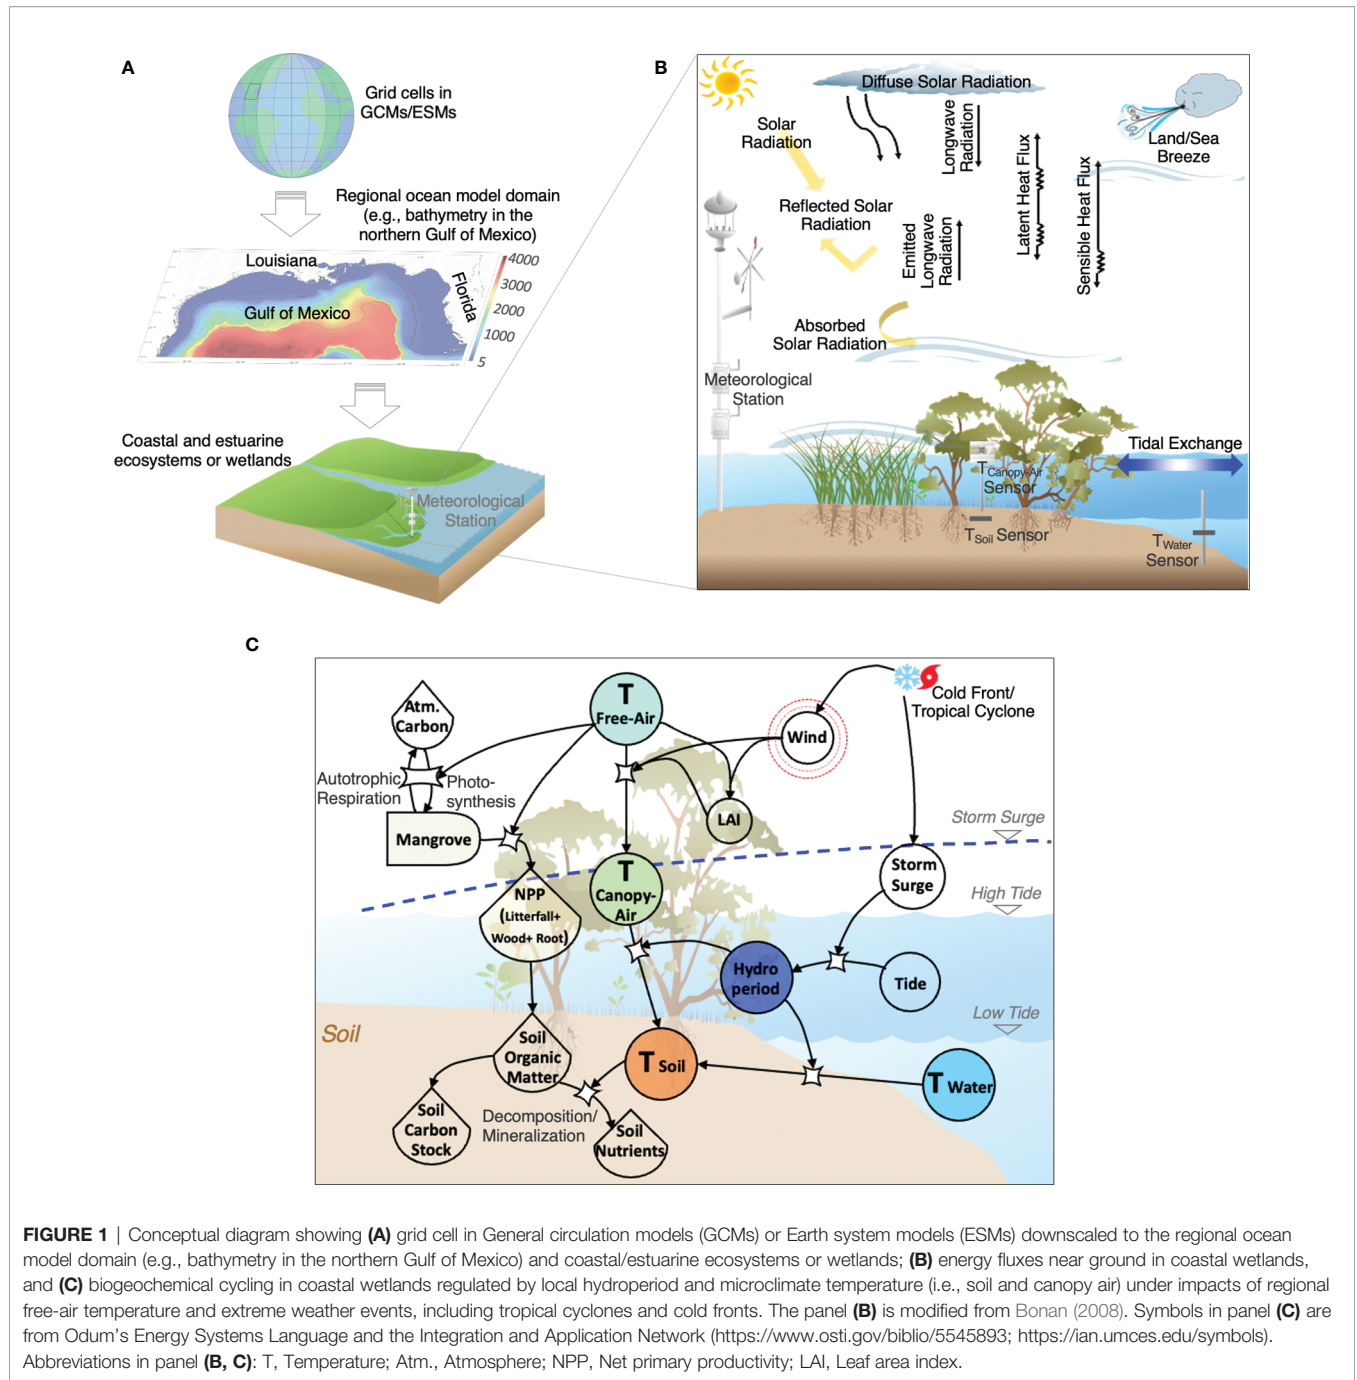 A
Grid cells in
GCMs/ESMs
Regional ocean model domain
(e.g., bathymetry in the
northern Gulf of Mexico)
Louisiana
Florida
Gulf of Mexico
4000
3000
2000
1000
5
Coastal and estuarine
ecosystems or wetlands
Meteorological
Station
B
Diffuse Solar Radiation
Solar
Radiation
Longwave
Radiation
Land/Sea
Breeze
Latent Heat Flux
Sensible Heat Flux
Reflected Solar
Radiation
Emitted
Longwave
Radiation
Absorbed
Solar Radiation
Meteorological
Station
Tidal Exchange
TCanopy-Air
Sensor
TSoil Sensor
TWater
Sensor
C
Atm.
Carbon
T
Free-Air
Wind
Cold Front/
Tropical Cyclone
Autotrophic
Respiration
Photo-
synthesis
Mangrove
LAI
Storm Surge
T
Canopy-
Air
Storm
Surge
NPP
(Litterfall+
Wood+ Root)
High Tide
Hydro
period
Tide
Low Tide
Soil
Soil
Organic
Matter
T Soil
T Water
Soil
Carbon
Stock
Decomposition/
Mineralization
Soil
Nutrients
FIGURE 1 | Conceptual diagram showing (A) grid cell in General circulation models (GCMs) or Earth system models (ESMs) downscaled to the regional ocean
model domain (e.g., bathymetry in the northern Gulf of Mexico) and coastal/estuarine ecosystems or wetlands; (B) energy fluxes near ground in coastal wetlands,
and (C) biogeochemical cycling in coastal wetlands regulated by local hydroperiod and microclimate temperature (i.e., soil and canopy air) under impacts of regional
free-air temperature and extreme weather events, including tropical cyclones and cold fronts. The panel (B) is modified from Bonan (2008). Symbols in panel (C) are
from Odum's Energy Systems Language and the Integration and Application Network (https://www.osti.gov/biblio/5545893; https://ian.umces.edu/symbols).
Abbreviations in panel (B, C): T, Temperature; Atm., Atmosphere; NPP, Net primary productivity; LAI, Leaf area index.